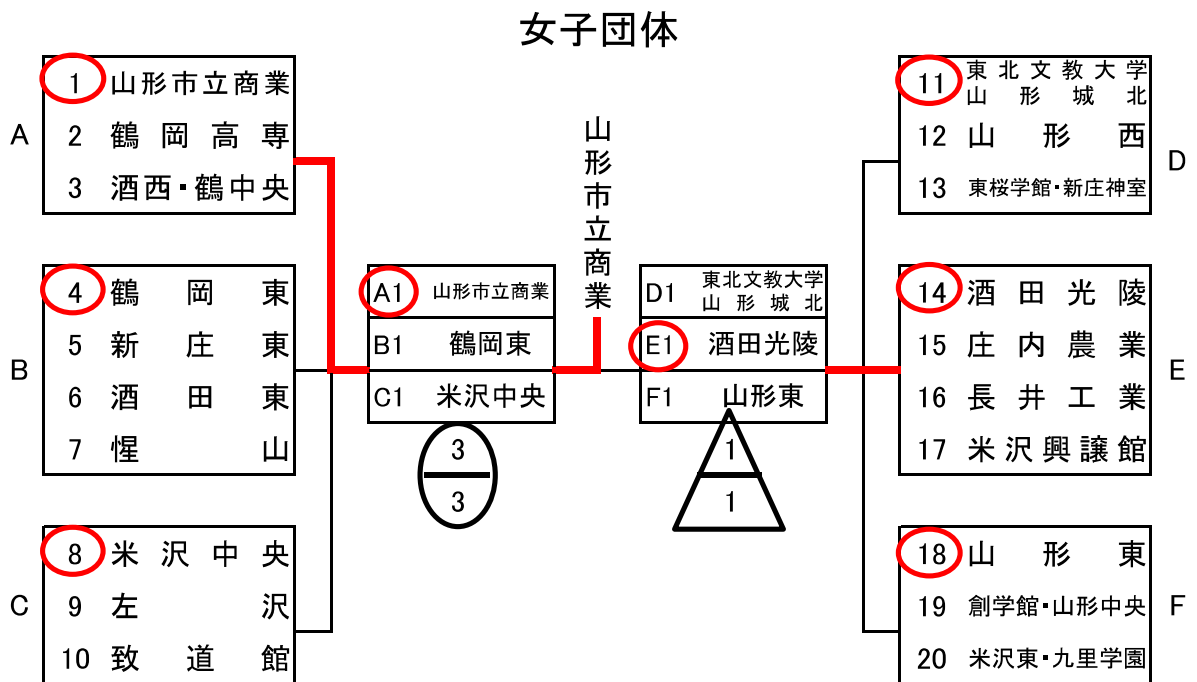 女子団体
A
1 山形市立商業
2 鶴岡高専
3 酒西・鶴中央
B
4 鶴岡東
5 新庄東
6 酒田東
7 惺山
C
8 米沢中央
9 左沢
10 致道館
A1 山形市立商業
B1 鶴岡東
C1 米沢中央
3
3
山形市立商業
D1 東北文教大学
山形城北
E1 酒田光陵
F1 山形東
1
1
11 東北文教大学
山形城北
12 山形西
13 東桜学館・新庄神室
D
14 酒田光陵
15 庄内農業
16 長井工業
17 米沢興譲館
E
18 山形東
19 創学館・山形中央
20 米沢東・九里学園
F